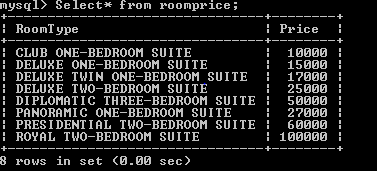 mysql> Select* from roomprice;
+------------------------------+--------+
| RoomType                     | Price  |
+------------------------------+--------+
| CLUB ONE-BEDROOM SUITE       |  10000 |
| DELUXE ONE-BEDROOM SUITE     |  15000 |
| DELUXE TWIN ONE-BEDROOM SUITE |  17000 |
| DELUXE TWO-BEDROOM SUITE     |  25000 |
| DIPLOMATIC THREE-BEDROOM SUITE |  50000 |
| PANORAMIC ONE-BEDROOM SUITE  |  27000 |
| PRESIDENTIAL TWO-BEDROOM SUITE |  60000 |
| ROYAL TWO-BEDROOM SUITE      | 100000 |
+------------------------------+--------+
8 rows in set (0.00 sec)